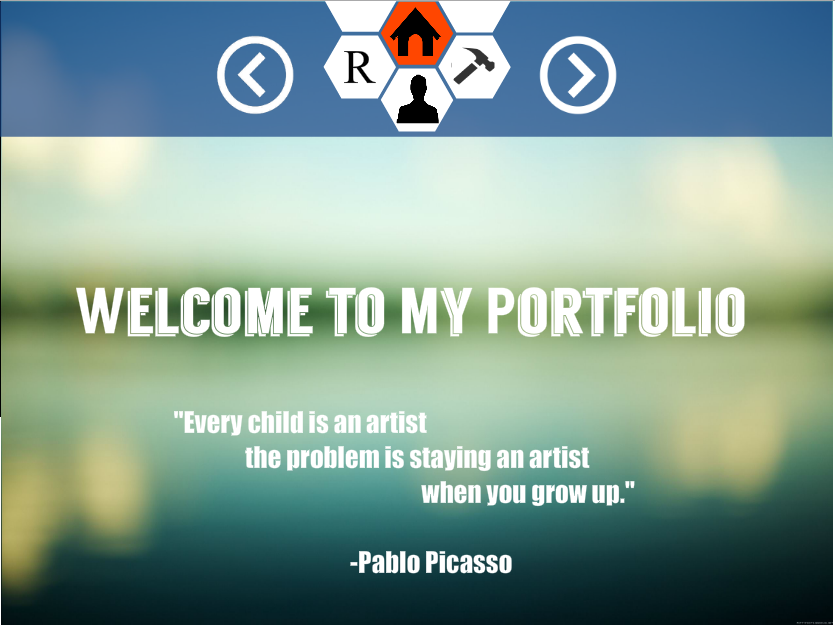 R
WELCOME TO MY PORTFOLIO
"Every child is an artist
the problem is staying an artist
when you grow up."
-Pablo Picasso